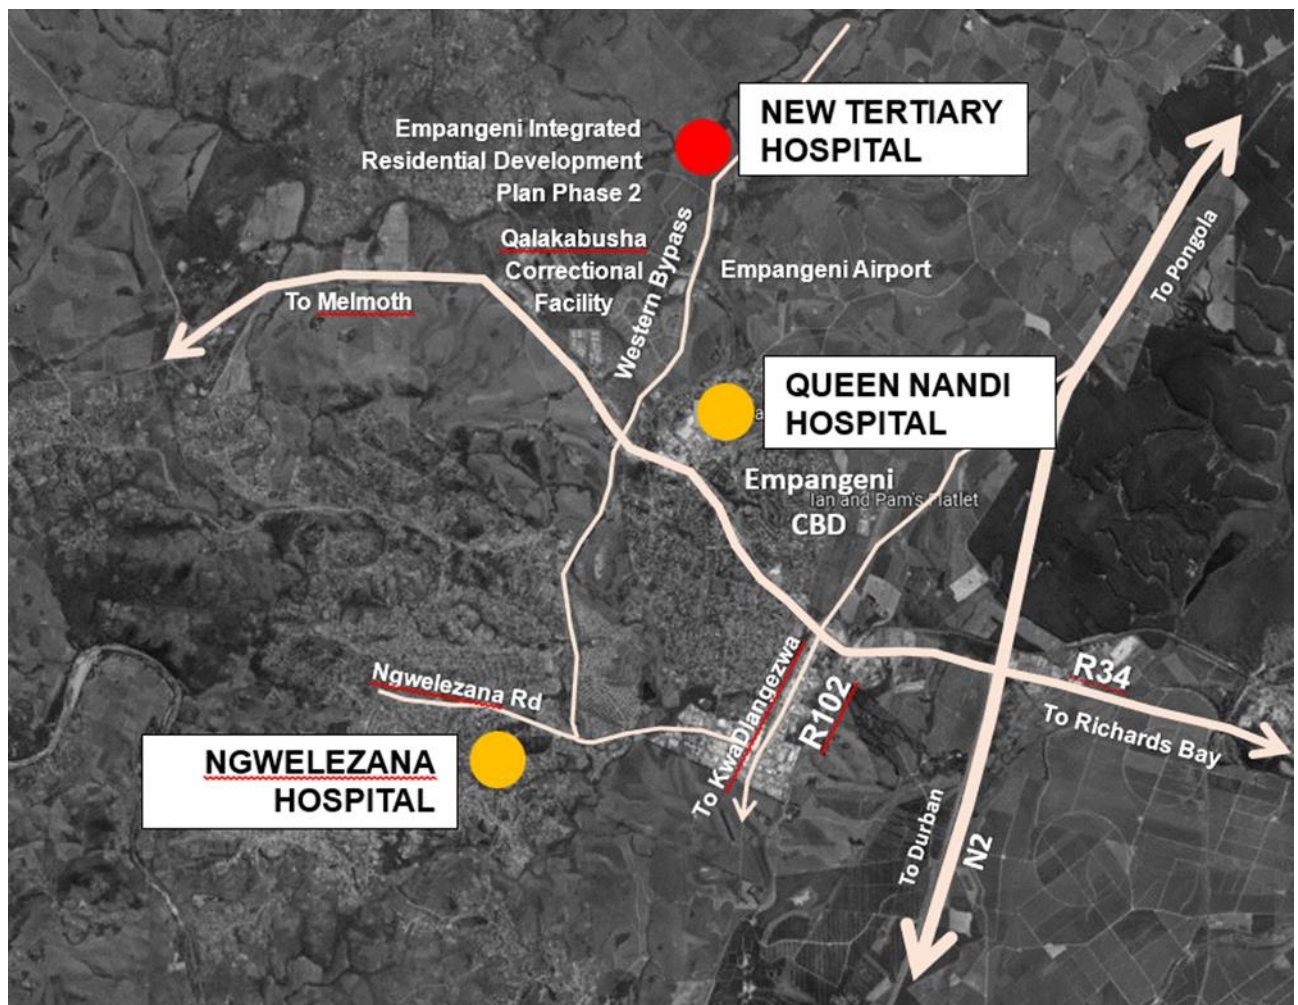 NEW TERTIARY
HOSPITAL
Empangeni Integrated
Residential Development
Plan Phase 2
Qalakabusha
Correctional
Facility
Western Bypass
Empangeni Airport
To Pongola
To Melmoth
QUEEN NANDI
HOSPITAL
Empangeni
Ian and Pam's Flatlet
CBD
Ngwelezana Rd
To KwaDlangezwa
R102
R34
To Richards Bay
NGWELEZANA
HOSPITAL
To Durban
N2